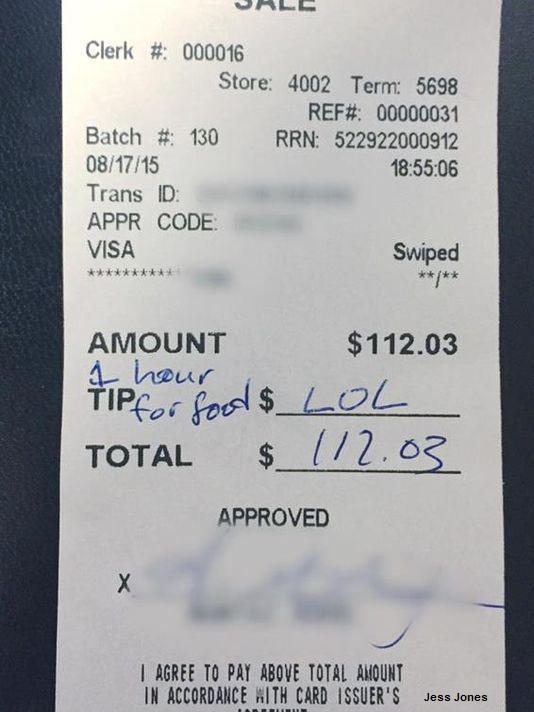 SALE
Clerk #: 000016
Store: 4002 Term: 5698
REF#: 00000031
Batch #: 130 RRN: 522922000912
08/17/15 18:55:06
Trans ID:
APPR CODE:
VISA Swiped
********** **/**
AMOUNT $112.03
1 hour
TIP for food $ LOL
TOTAL $ 112.03
APPROVED
X
I AGREE TO PAY ABOVE TOTAL AMOUNT
IN ACCORDANCE WITH CARD ISSUER'S
Jess Jones